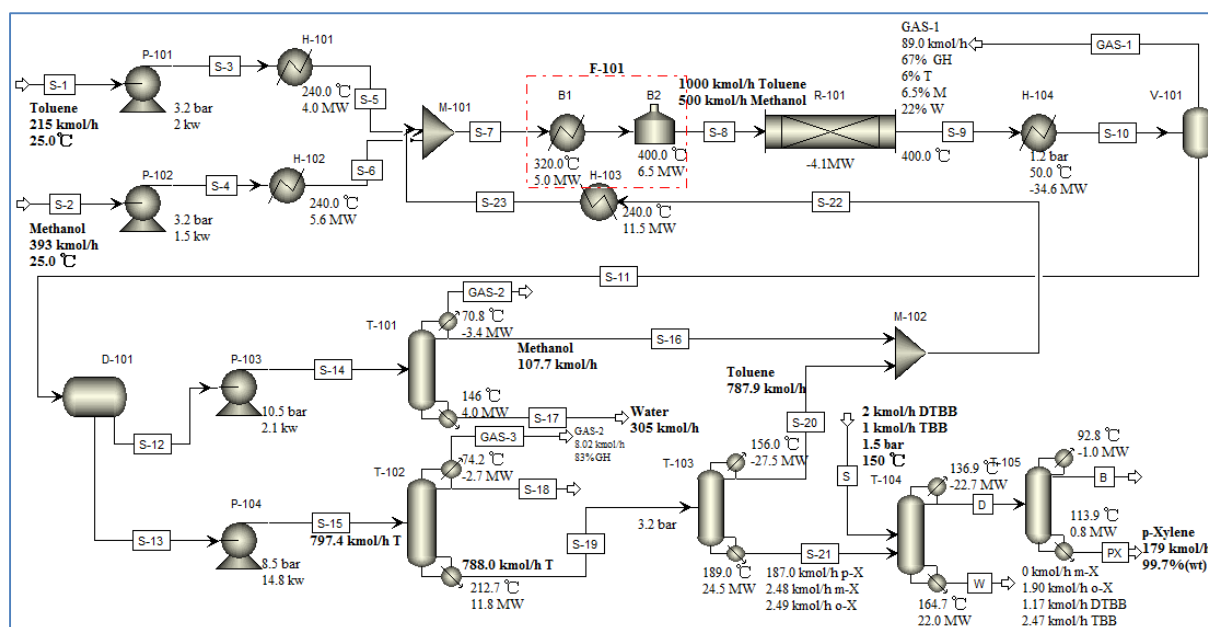 GAS-1
89.0 kmol/h
67% GH
6% T
6.5% M
22% W
GAS-1
P-101
S-3
H-101
S-1
Toluene
215 kmol/h
25.0 ℃
3.2 bar
2 kw
240.0 ℃
4.0 MW
S-5
F-101
B1
B2
1000 kmol/h Toluene
500 kmol/h Methanol
R-101
H-104
V-101
M-101
S-7
S-8
S-9
S-10
320.0 ℃
5.0 MW
400.0 ℃
6.5 MW
-4.1MW
400.0 ℃
1.2 bar
50.0 ℃
-34.6 MW
P-102
S-4
H-102
S-6
S-2
Methanol
393 kmol/h
25.0 ℃
3.2 bar
1.5 kw
240.0 ℃
5.6 MW
S-23
H-103
240.0 ℃
11.5 MW
S-22
S-11
GAS-2
70.8 ℃
-3.4 MW
T-101
M-102
D-101
P-103
S-14
Methanol
107.7 kmol/h
S-16
Toluene
787.9 kmol/h
S-12
10.5 bar
2.1 kw
146 ℃
4.0 MW
S-17
Water
305 kmol/h
S-20
2 kmol/h DTBB
1 kmol/h TBB
1.5 bar
150 ℃
GAS-3
GAS-2
8.02 kmol/h
83%GH
T-102
74.2 ℃
-2.7 MW
S-18
T-103
156.0 ℃
-27.5 MW
S
T-104
136.9 ℃
-22.7 MW
T-105
92.8 ℃
-1.0 MW
B
D
P-104
S-13
S-15
797.4 kmol/h T
8.5 bar
14.8 kw
788.0 kmol/h T
212.7 ℃
11.8 MW
S-19
3.2 bar
S-21
189.0 ℃
24.5 MW
187.0 kmol/h p-X
2.48 kmol/h m-X
2.49 kmol/h o-X
W
164.7 ℃
22.0 MW
113.9 ℃
0.8 MW
PX
p-Xylene
179 kmol/h
99.7%(wt)
0 kmol/h m-X
1.90 kmol/h o-X
1.17 kmol/h DTBB
2.47 kmol/h TBB